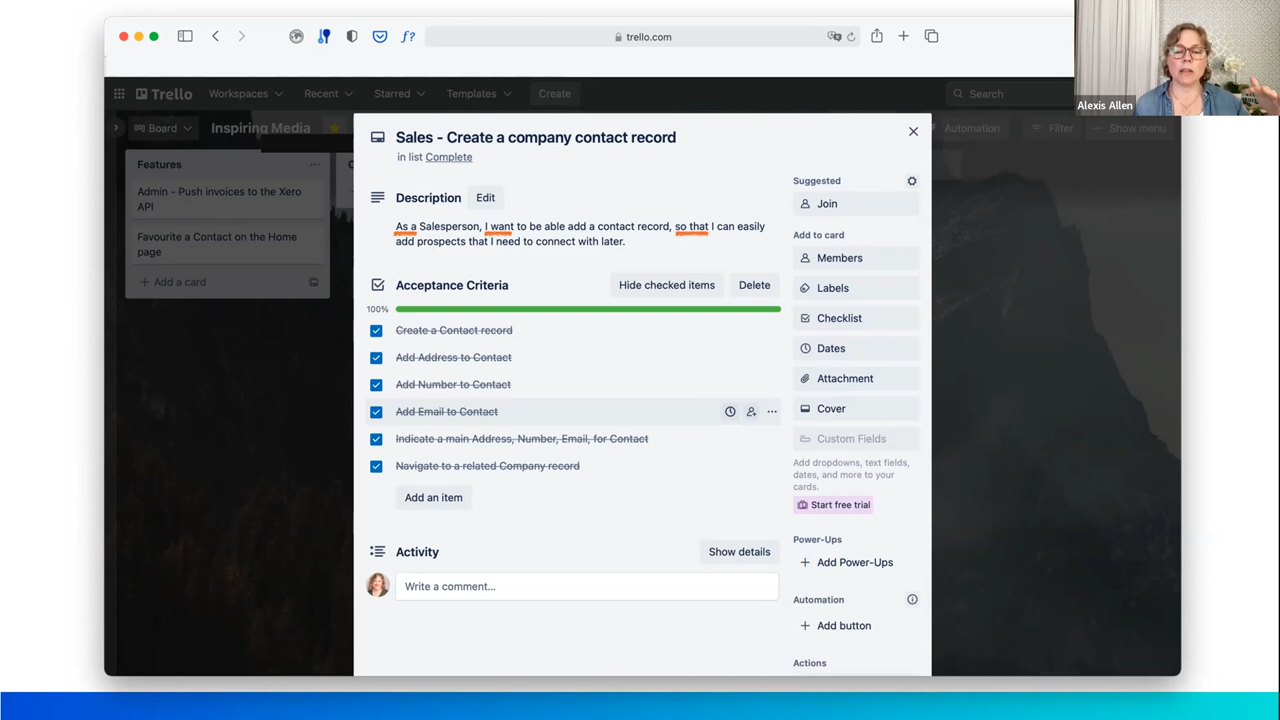 trello.com
Alexis Allen
Trello
Workspaces
Recent
Starred
Templates
Create
Search
Board
Inspiring Media
Automation
Filter
Show menu
Features
Admin - Push invoices to the Xero
API
Favourite a Contact on the Home
page
Add a card
Sales - Create a company contact record
in list Complete
Description
Edit
As a Salesperson, I want to be able add a contact record, so that I can easily
add prospects that I need to connect with later.
Acceptance Criteria
Hide checked items
Delete
100%
Create a Contact record
Add Address to Contact
Add Number to Contact
Add Email to Contact
Indicate a main Address, Number, Email, for Contact
Navigate to a related Company record
Add an item
Activity
Show details
Write a comment...
Suggested
Join
Add to card
Members
Labels
Checklist
Dates
Attachment
Cover
Custom Fields
Add dropdowns, text fields,
dates, and more to your
cards.
Start free trial
Power-Ups
Add Power-Ups
Automation
Add button
Actions